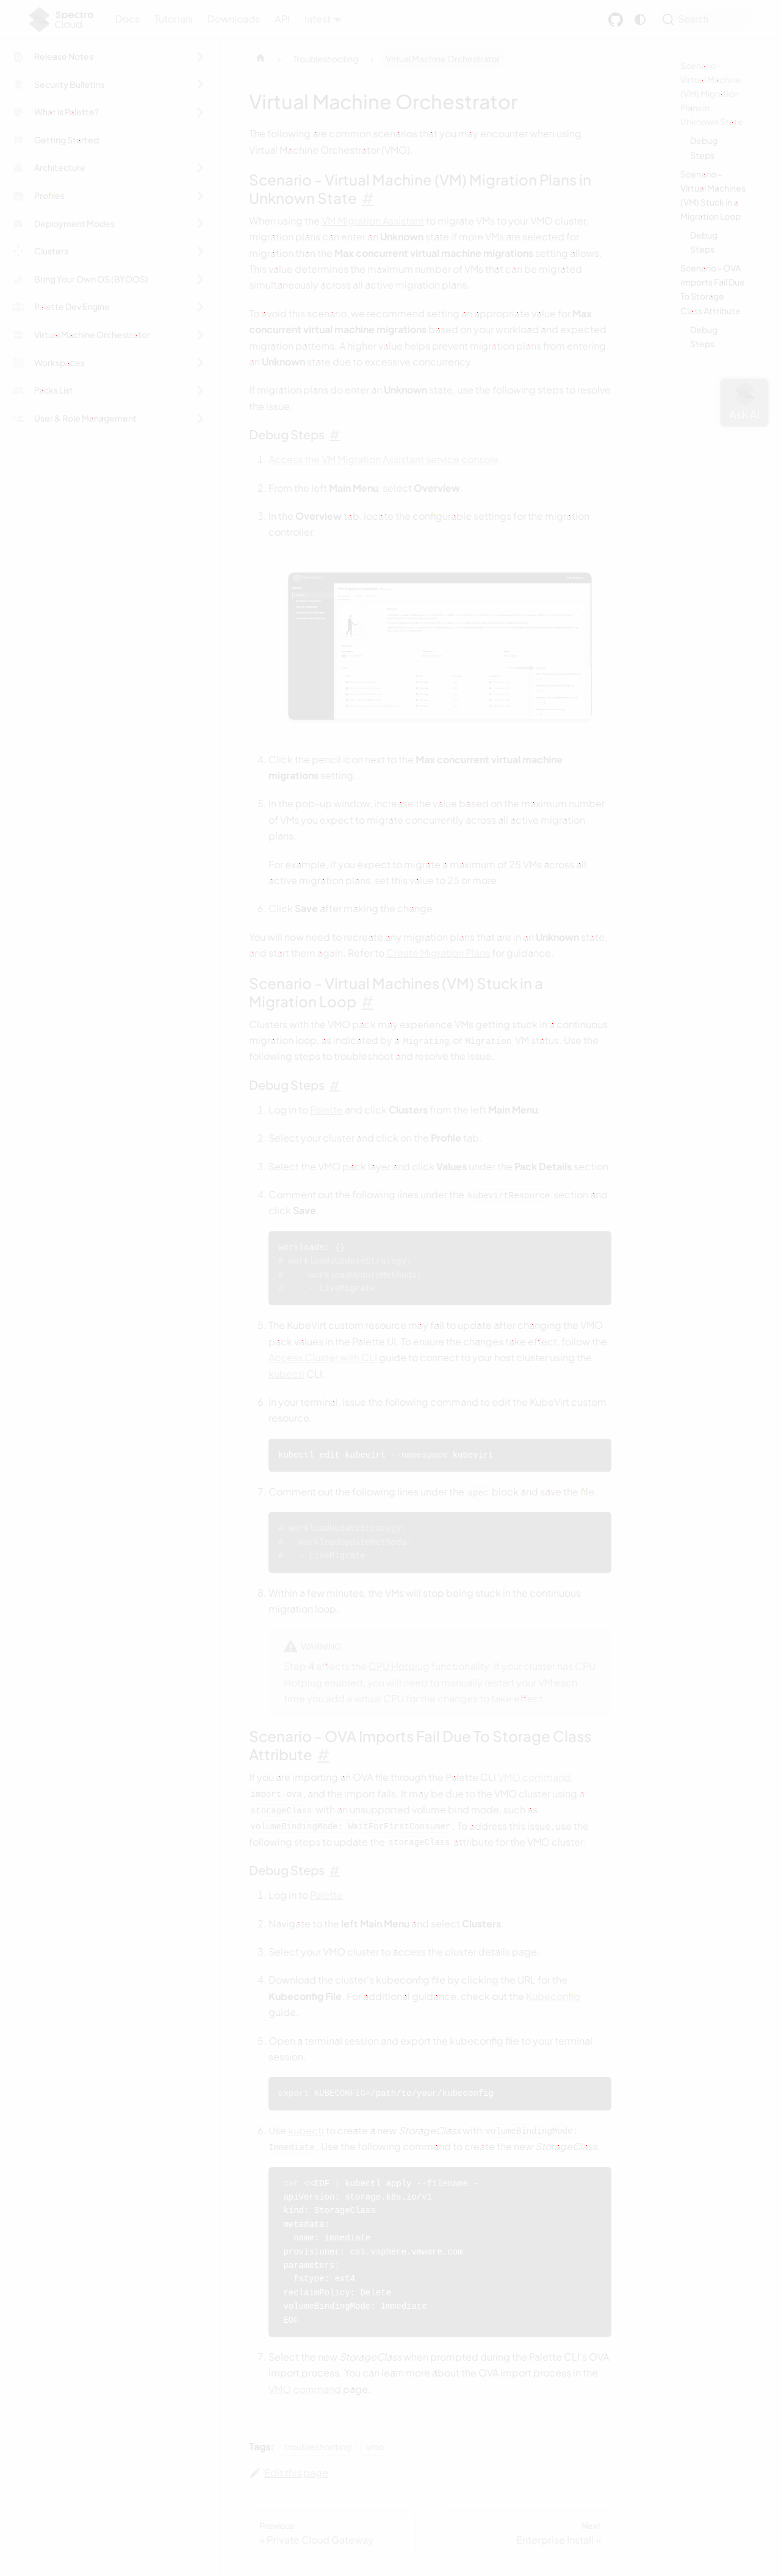 Spectro Cloud
Docs
Tutorials
Downloads
API
latest
Search
Release Notes
Security Bulletins
What is Palette?
Getting Started
Architecture
Profiles
Deployment Modes
Clusters
Bring Your Own OS (BYOOS)
Palette Dev Engine
Virtual Machine Orchestrator
Workspaces
Packs List
User & Role Management
Troubleshooting
Virtual Machine Orchestrator
Virtual Machine Orchestrator
The following are common scenarios that you may encounter when using
Virtual Machine Orchestrator (VMO).
Scenario - Virtual Machine (VM) Migration Plans in
Unknown State #
When using the VM Migration Assistant to migrate VMs to your VMO cluster,
migration plans can enter an Unknown state if more VMs are selected for
migration than the Max concurrent virtual machine migrations setting allows.
This value determines the maximum number of VMs that can be migrated
simultaneously across all active migration plans.
To avoid this scenario, we recommend setting an appropriate value for Max
concurrent virtual machine migrations based on your workload and expected
migration patterns. A higher value helps prevent migration plans from entering
an Unknown state due to excessive concurrency.
If migration plans do enter an Unknown state, use the following steps to resolve
the issue.
Debug Steps #
1. Access the VM Migration Assistant service console.
2. From the left Main Menu, select Overview.
3. In the Overview tab, locate the configurable settings for the migration
controller.
4. Click the pencil icon next to the Max concurrent virtual machine
migrations setting.
5. In the pop-up window, increase the value based on the maximum number
of VMs you expect to migrate concurrently across all active migration
plans.
For example, if you expect to migrate a maximum of 25 VMs across all
active migration plans, set this value to 25 or more.
6. Click Save after making the change.
You will now need to recreate any migration plans that are in an Unknown state
and start them again. Refer to Create Migration Plans for guidance.
Scenario - Virtual Machines (VM) Stuck in a
Migration Loop #
Clusters with the VMO pack may experience VMs getting stuck in a continuous
migration loop, as indicated by a Migrating or Migration VM status. Use the
following steps to troubleshoot and resolve the issue.
Debug Steps #
1. Log in to Palette and click Clusters from the left Main Menu.
2. Select your cluster and click on the Profile tab.
3. Select the VMO pack layer and click Values under the Pack Details section.
4. Comment out the following lines under the kubevirtResource section and
click Save.
workloads: {}
# workloadUpdateStrategy:
# workloadUpdateMethods:
# - LiveMigrate
5. The KubeVirt custom resource may fail to update after changing the VMO
pack values in the Palette UI. To ensure the changes take effect, follow the
Access Cluster with CLI guide to connect to your host cluster using the
kubectl CLI.
6. In your terminal, issue the following command to edit the KubeVirt custom
resource.
kubectl edit kubevirt --namespace kubevirt
7. Comment out the following lines under the spec block and save the file.
# workloadUpdateStrategy:
# workloadUpdateMethods:
# - LiveMigrate
8. Within a few minutes, the VMs will stop being stuck in the continuous
migration loop.
WARNING
Step 4 affects the CPU Hotplug functionality. If your cluster has CPU
Hotplug enabled, you will need to manually restart your VM each
time you add a virtual CPU for the changes to take effect.
Scenario - OVA Imports Fail Due To Storage Class
Attribute #
If you are importing an OVA file through the Palette CLI VMO command,
import-ova, and the import fails. It may be due to the VMO cluster using a
storageClass with an unsupported volume bind mode, such as
volumeBindingMode: WaitForFirstConsumer. To address this issue, use the
following steps to update the storageClass attribute for the VMO cluster.
Debug Steps #
1. Log in to Palette.
2. Navigate to the left Main Menu and select Clusters.
3. Select your VMO cluster to access the cluster details page.
4. Download the cluster's kubeconfig file by clicking the URL for the
Kubeconfig File. For additional guidance, check out the Kubeconfig
guide.
5. Open a terminal session and export the kubeconfig file to your terminal
session.
export KUBECONFIG=/path/to/your/kubeconfig
6. Use kubectl to create a new StorageClass with volumeBindingMode:
Immediate. Use the following command to create the new StorageClass.
cat <<EOF | kubectl apply --filename -
apiVersion: storage.k8s.io/v1
kind: StorageClass
metadata:
name: immediate
provisioner: csi.vsphere.vmware.com
parameters:
fstype: ext4
reclaimPolicy: Delete
volumeBindingMode: Immediate
EOF
7. Select the new StorageClass when prompted during the Palette CLI's OVA
import process. You can learn more about the OVA import process in the
VMO command page.
Tags:
troubleshooting
vmo
Edit this page
Previous
« Private Cloud Gateway
Next
Enterprise Install »
Scenario -
Virtual Machine
(VM) Migration
Plans in
Unknown State
Debug
Steps
Scenario -
Virtual Machines
(VM) Stuck in a
Migration Loop
Debug
Steps
Scenario - OVA
Imports Fail Due
To Storage
Class Attribute
Debug
Steps
Ask AI